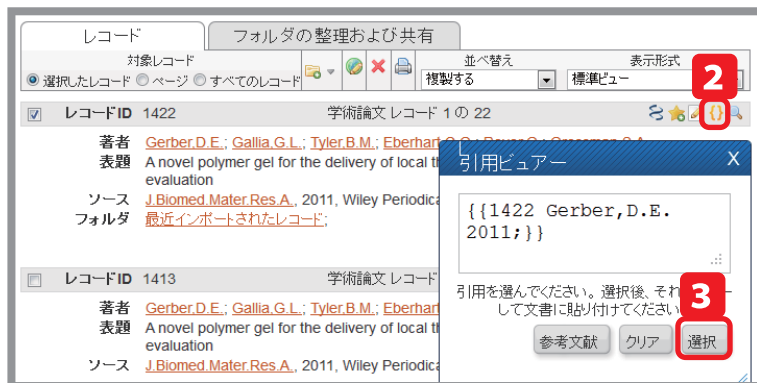 レコード フォルダの整理および共有
対象レコード 並べ替え 表示形式
選択したレコード ページ すべてのレコード 複製する 標準ビュー
2
レコードID 1422 学術論文 レコード 1 の 22 {}
著者 Gerber,D.E.; Gallia,G.L.; Tyler,B.M.; Eberhart,C.G.;
表題 A novel polymer gel for the delivery of local th
evaluation
ソース J.Biomed.Mater.Res.A., 2011, Wiley Periodica
フォルダ 最近インポートされたレコード;
レコードID 1413 学術論文 レコード
著者 Gerber,D.E.; Gallia,G.L.; Tyler,B.M.; Eberhart
表題 A novel polymer gel for the delivery of local th
evaluation
ソース J.Biomed.Mater.Res.A., 2011, Wiley Periodica
引用ビュアー X
{{1422 Gerber,D.E.
2011;}}
引用を選んでください。選択後、それ
して文書に貼り付けてください
3
参考文献 クリア 選択